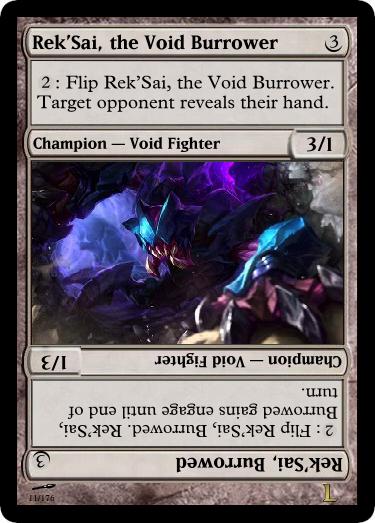 Rek'Sai, the Void Burrower 3
2 : Flip Rek'Sai, the Void Burrower.
Target opponent reveals their hand.
Champion — Void Fighter
3/1
Rek'Sai, Burrowed 3
2 : Flip Rek'Sai, Burrowed. Rek'Sai,
Burrowed gains engage until end of
turn.
Champion — Void Fighter
1/3
11/176
L